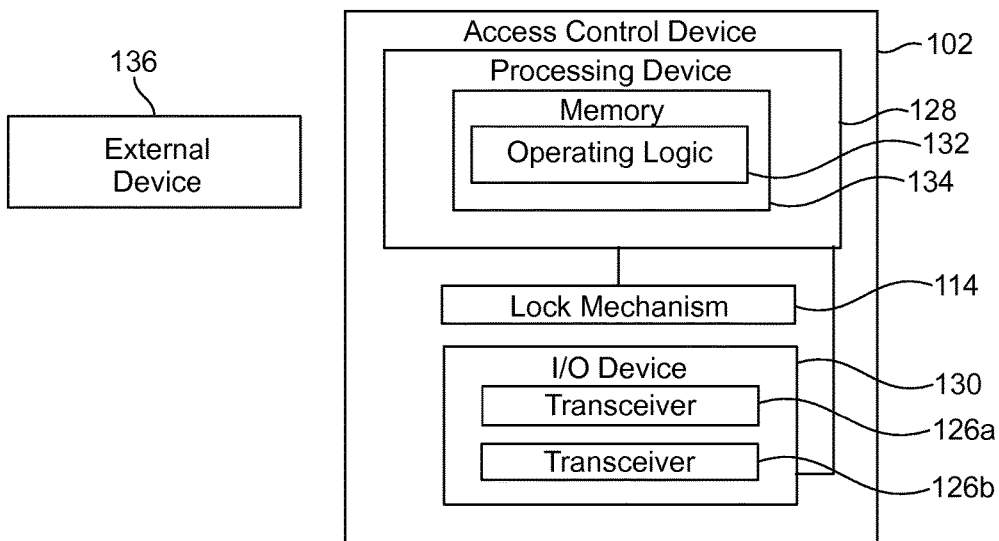 Access Control Device
102
136
Processing Device
Memory
128
External
Device
Operating Logic
132
134
Lock Mechanism
114
I/O Device
130
Transceiver
126a
Transceiver
126b